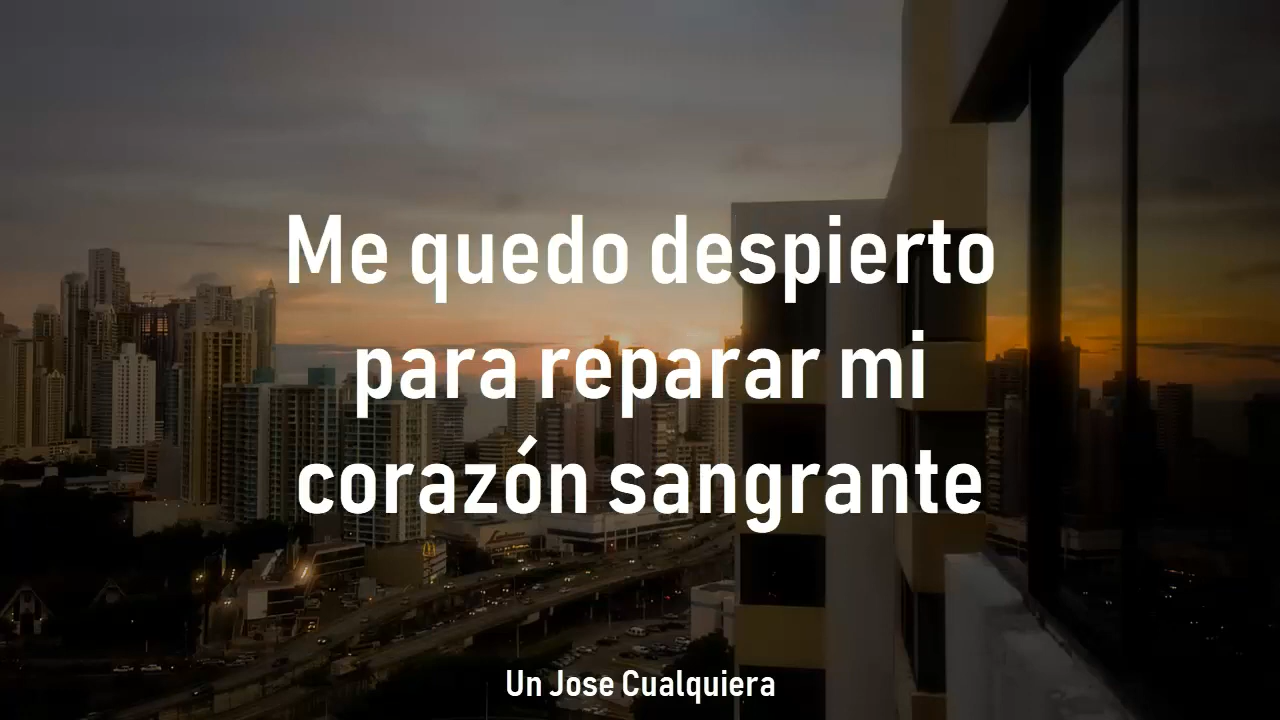 Me quedo despierto
para reparar mi
corazón sangrante
Un Jose Cualquiera